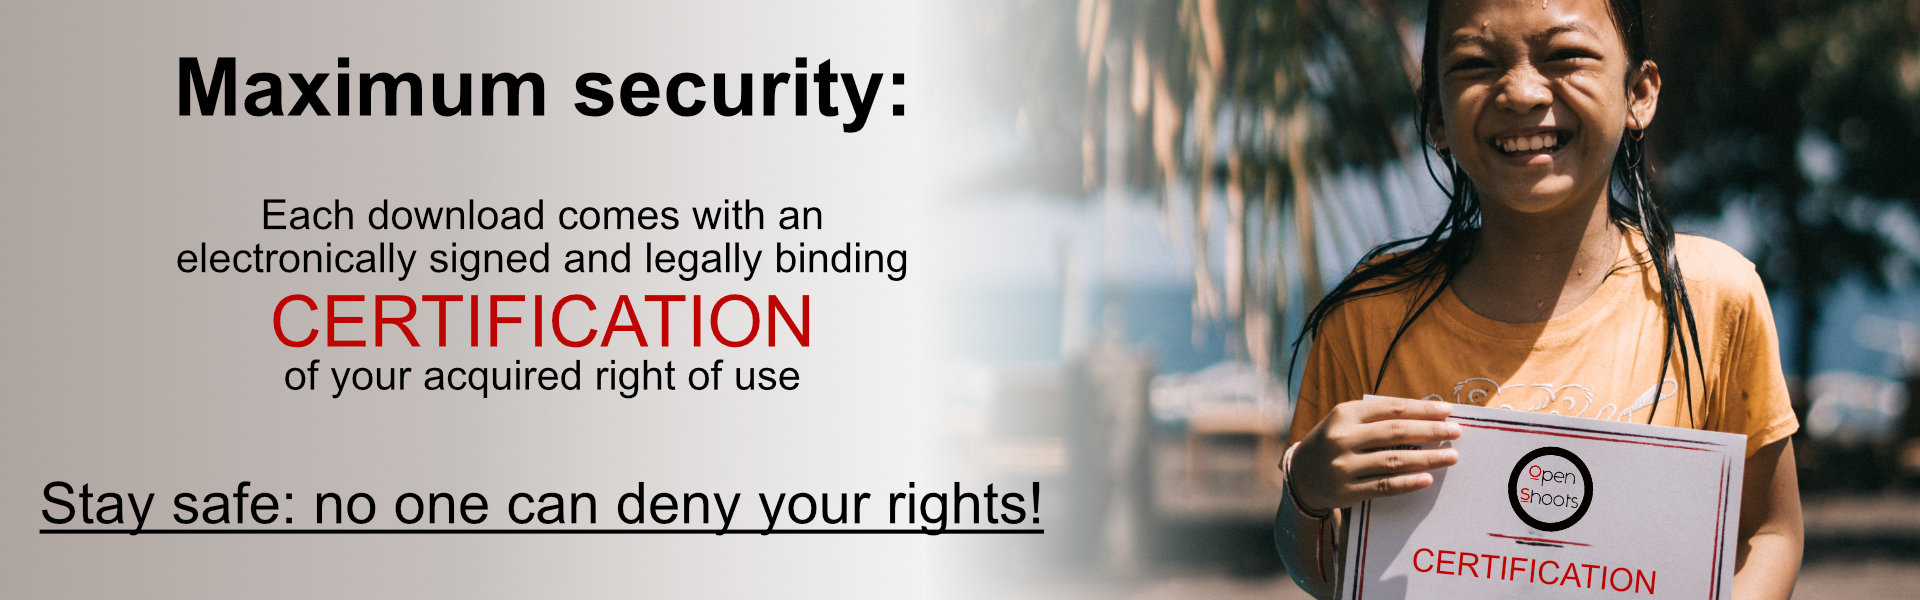 Maximum security:
Each download comes with an
electronically signed and legally binding
CERTIFICATION
of your acquired right of use
Stay safe: no one can deny your rights!
Open
Shoots
CERTIFICATION